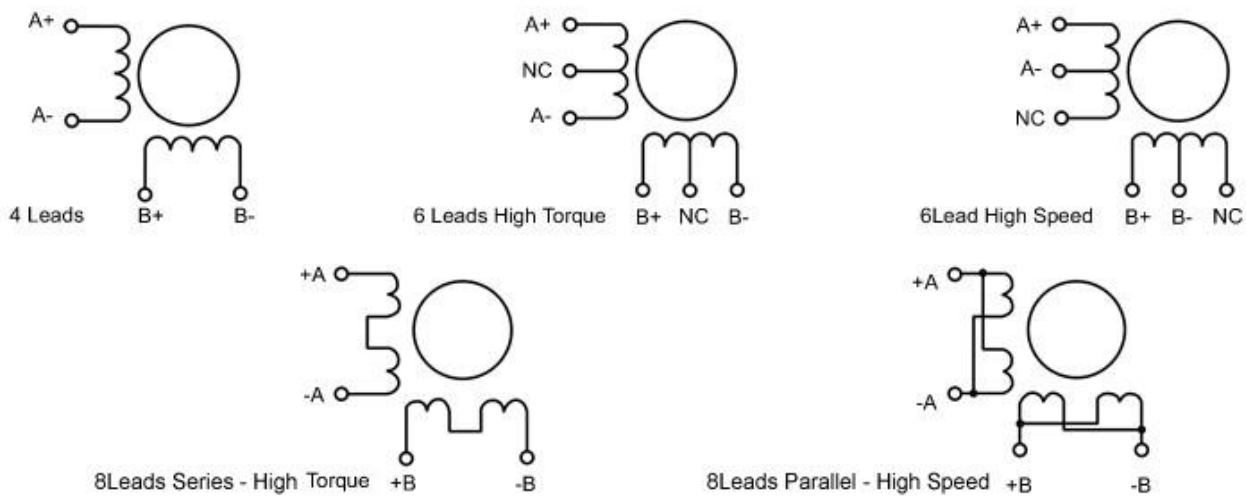 A+
A-
4 Leads
B+ B-
A+
NC
A-
6 Leads High Torque
B+ NC B-
A+
A-
NC
6Lead High Speed
B+ B- NC
+A
-A
8Leads Series - High Torque
+B -B
+A
-A
8Leads Parallel - High Speed
+B -B